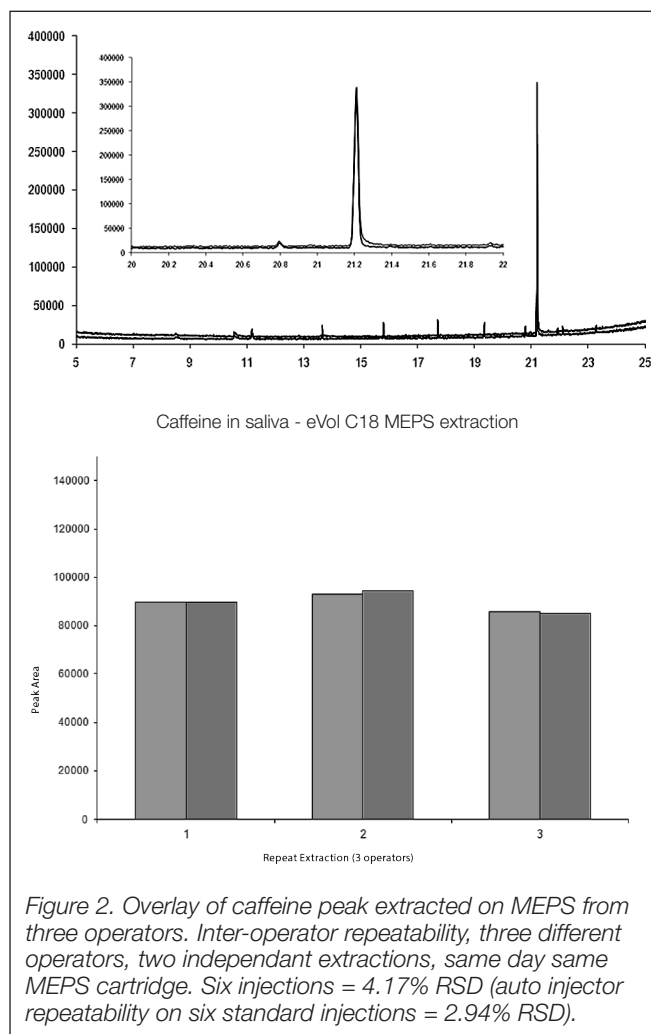 400000
350000
300000
250000
200000
150000
100000
50000
0
5 7 9 11 13 15 17 19 21 23 25
400000
350000
300000
250000
200000
150000
100000
50000
0
20 20.2 20.4 20.6 20.8 21 21.2 21.4 21.6 21.8 22
Caffeine in saliva - eVol C18 MEPS extraction
140000
120000
100000
80000
60000
40000
20000
0
Peak Area
1 2 3
Repeat Extraction (3 operators)
Figure 2. Overlay of caffeine peak extracted on MEPS from
three operators. Inter-operator repeatability, three different
operators, two independant extractions, same day same
MEPS cartridge. Six injections = 4.17% RSD (auto injector
repeatability on six standard injections = 2.94% RSD).